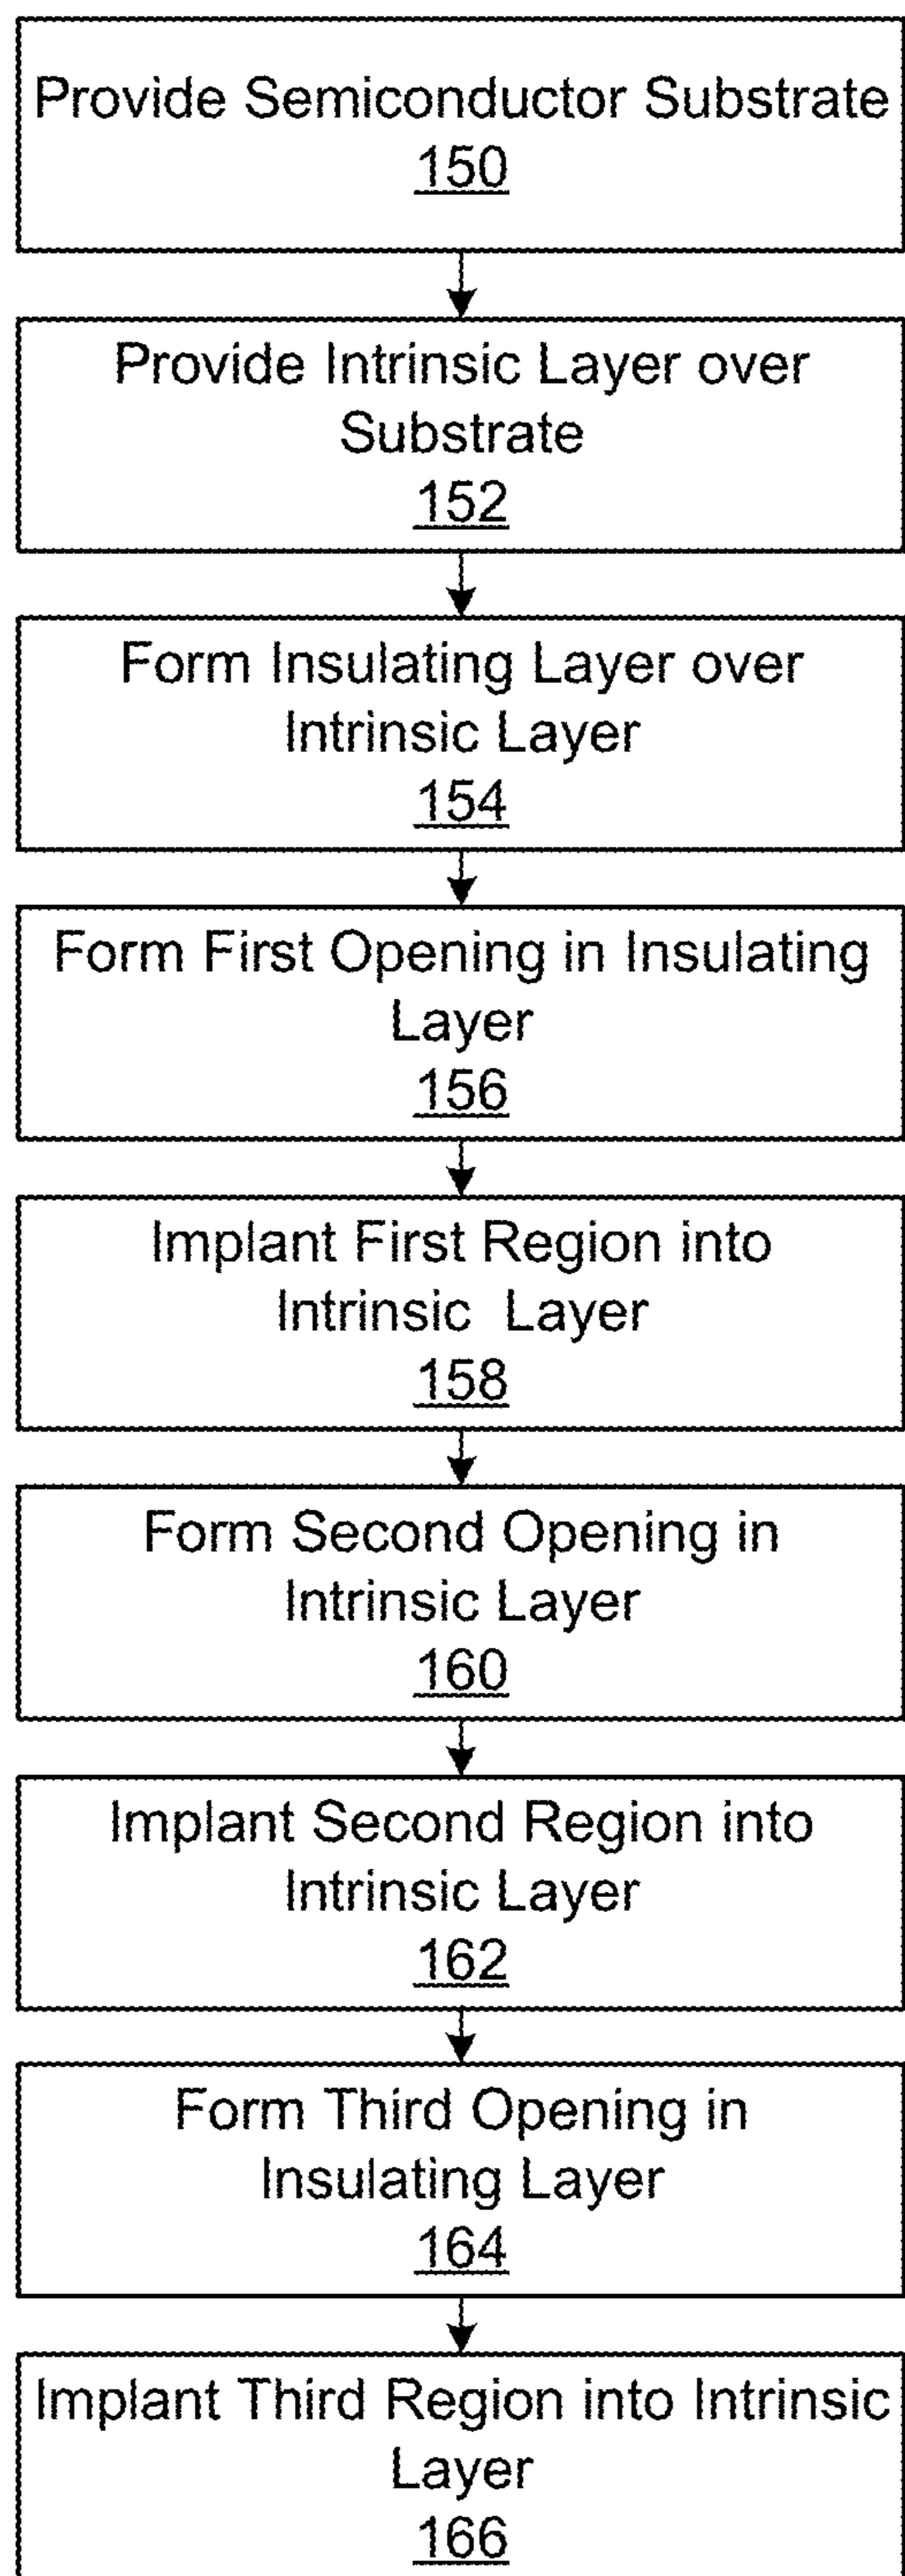 Provide Semiconductor Substrate
150
Provide Intrinsic Layer over
Substrate
152
Form Insulating Layer over
Intrinsic Layer
154
Form First Opening in Insulating
Layer
156
Implant First Region into
Intrinsic Layer
158
Form Second Opening in
Intrinsic Layer
160
Implant Second Region into
Intrinsic Layer
162
Form Third Opening in
Insulating Layer
164
Implant Third Region into Intrinsic
Layer
166